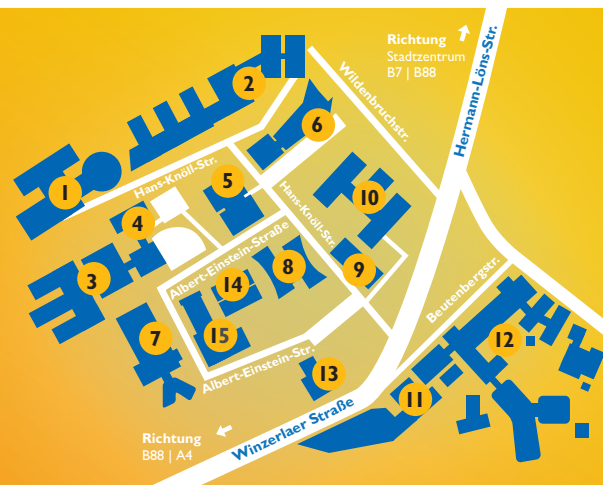 Richtung
Stadtzentrum
B7 | B88
Hermann-Löns-Str.
Wildenbruchstr.
2
6
1
Hans-Knöll-Str.
5
10
4
Hans-Knöll-Str.
3
Albert-Einstein-Straße
8
9
14
7
15
Beutenbergstr.
12
Albert-Einstein-Str.
13
11
Winzerlaer Straße
Richtung
B88 | A4